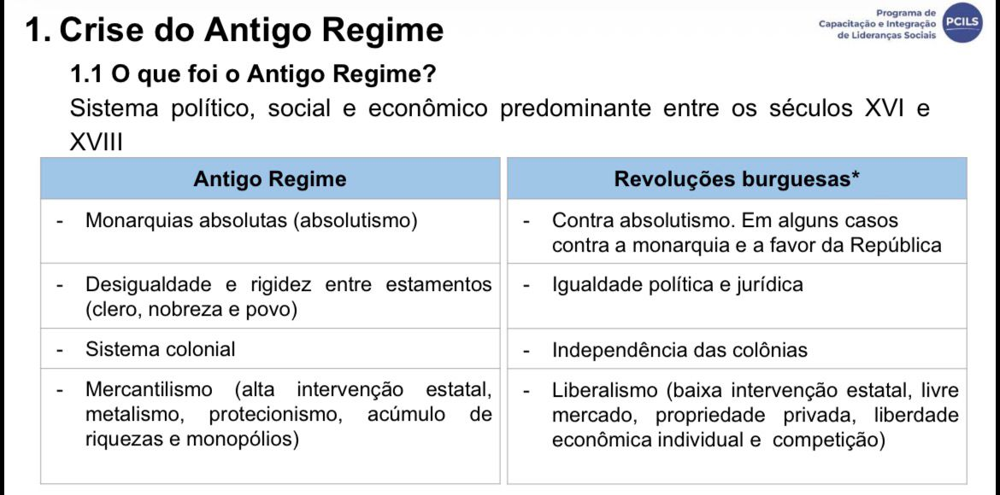 1. Crise do Antigo Regime
Programa de
Capacitação e Integração
de Lideranças Sociais
PCILS
1.1 O que foi o Antigo Regime?
Sistema político, social e econômico predominante entre os séculos XVI e
XVIII
Antigo Regime
Revoluções burguesas*
- Monarquias absolutas (absolutismo)
- Contra absolutismo. Em alguns casos
contra a monarquia e a favor da República
- Desigualdade e rigidez entre estamentos
(clero, nobreza e povo)
- Igualdade política e jurídica
- Sistema colonial
- Independência das colônias
- Mercantilismo (alta intervenção estatal,
metalismo, protecionismo, acúmulo de
riquezas e monopólios)
- Liberalismo (baixa intervenção estatal, livre
mercado, propriedade privada, liberdade
econômica individual e competição)